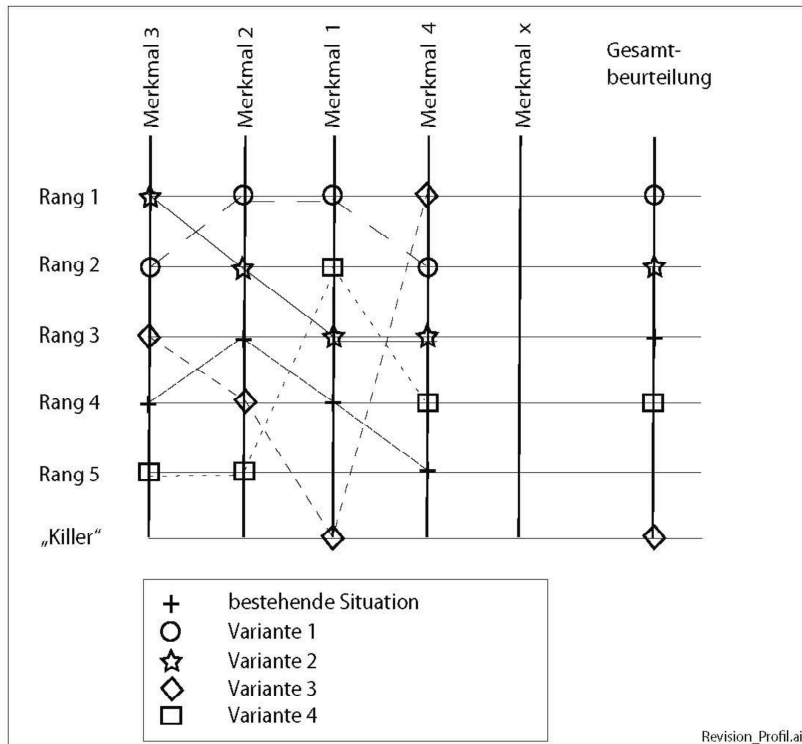 Merkmal 3
Merkmal 2
Merkmal 1
Merkmal 4
Merkmal x
Gesamt-
beurteilung
Rang 1
Rang 2
Rang 3
Rang 4
Rang 5
„Killer“
bestehende Situation
Variante 1
Variante 2
Variante 3
Variante 4
Revision_Profil.ai